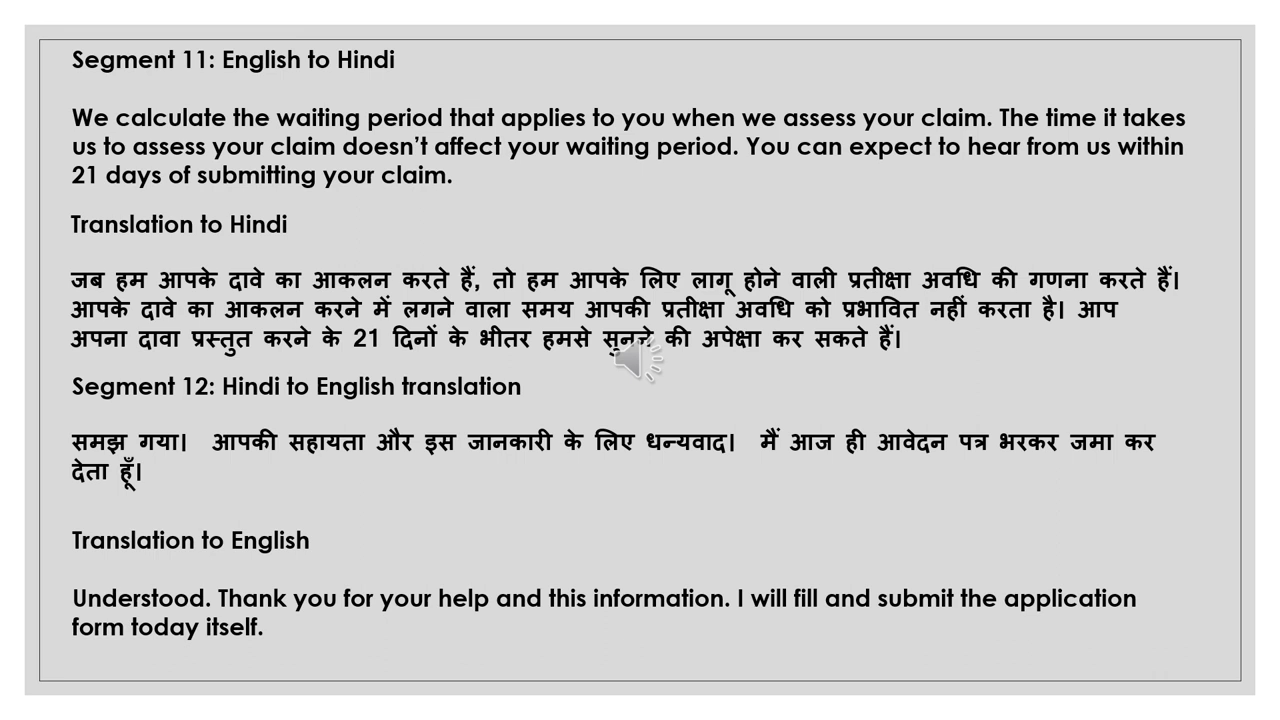 Segment 11: English to Hindi
We calculate the waiting period that applies to you when we assess your claim. The time it takes
us to assess your claim doesn’t affect your waiting period. You can expect to hear from us within
21 days of submitting your claim.
Translation to Hindi
जब हम आपके दावे का आकलन करते हैं, तो हम आपके लिए लागू होने वाली प्रतीक्षा अवधि की गणना करते हैं।
आपके दावे का आकलन करने में लगने वाला समय आपकी प्रतीक्षा अवधि को प्रभावित नहीं करता है। आप
अपना दावा प्रस्तुत करने के 21 दिनों के भीतर हमसे सुनने की अपेक्षा कर सकते हैं।
Segment 12: Hindi to English translation
समझ गया। आपकी सहायता और इस जानकारी के लिए धन्यवाद। मैं आज ही आवेदन पत्र भरकर जमा कर
देता हूँ।
Translation to English
Understood. Thank you for your help and this information. I will fill and submit the application
form today itself.